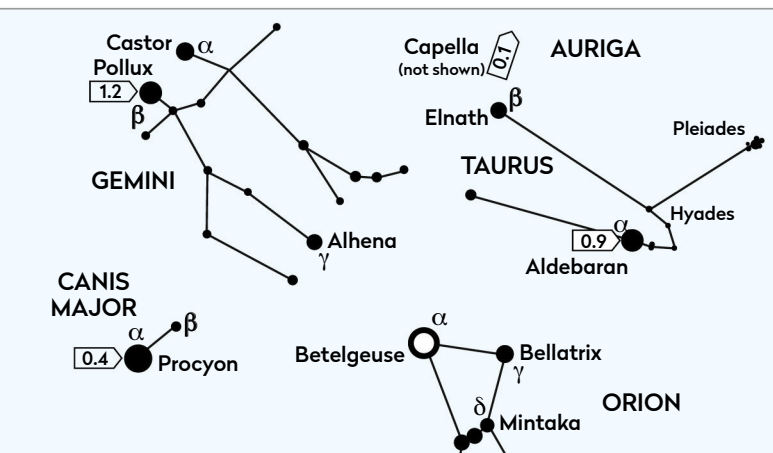 Castor α
Pollux
1.2
β
GEMINI
Alhena
γ
Capella
(not shown)
0.1
AURIGA
β
Elnath
Pleiades
TAURUS
Hyades
α
0.9
Aldebaran
CANIS
MAJOR
α
β
0.4
Procyon
α
Betelgeuse
Bellatrix
γ
δ
Mintaka
ORION